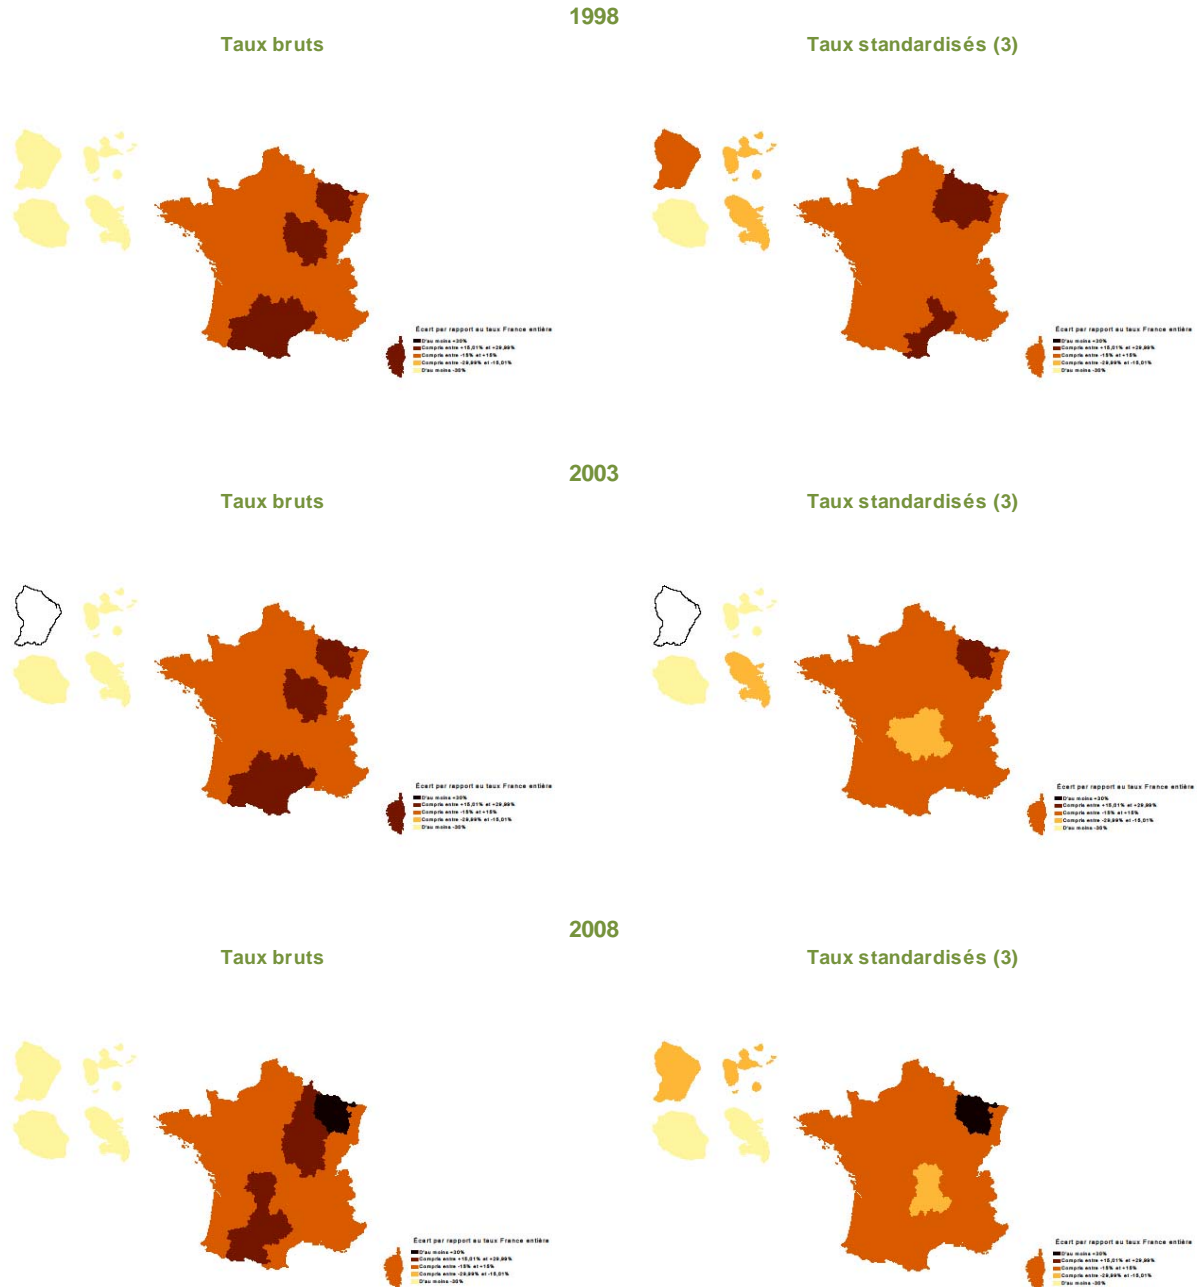 1998
Taux bruts
Taux standardisés (3)
Écart par rapport au taux France entière
D'au moins +30%
Compris entre +15,01% et +29,99%
Compris entre -15% et +15%
Compris entre -29,99% et -15,01%
D'au moins -30%
Écart par rapport au taux France entière
D'au moins +30%
Compris entre +15,01% et +29,99%
Compris entre -15% et +15%
Compris entre -29,99% et -15,01%
D'au moins -30%
2003
Taux bruts
Taux standardisés (3)
Écart par rapport au taux France entière
D'au moins +30%
Compris entre +15,01% et +29,99%
Compris entre -15% et +15%
Compris entre -29,99% et -15,01%
D'au moins -30%
Écart par rapport au taux France entière
D'au moins +30%
Compris entre +15,01% et +29,99%
Compris entre -15% et +15%
Compris entre -29,99% et -15,01%
D'au moins -30%
2008
Taux bruts
Taux standardisés (3)
Écart par rapport au taux France entière
D'au moins +30%
Compris entre +15,01% et +29,99%
Compris entre -15% et +15%
Compris entre -29,99% et -15,01%
D'au moins -30%
Écart par rapport au taux France entière
D'au moins +30%
Compris entre +15,01% et +29,99%
Compris entre -15% et +15%
Compris entre -29,99% et -15,01%
D'au moins -30%